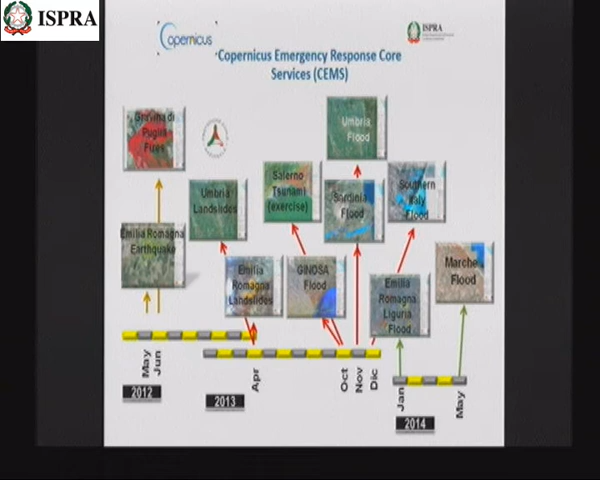 ISPRA
Copernicus
ISPRA
Copernicus Emergency Response Core
Services (CEMS)
Gravina di
Puglia
Fires
Umbria
Flood
Umbria
Landslides
Salerno
Tsunami
(exercise)
Sardinia
Flood
Southern
Italy
Flood
Emilia Romagna
Earthquake
Emilia
Romagna
Landslides
GINOSA
Flood
Emilia
Romagna
Liguria
Flood
Marche
Flood
May
Jun
2012
Apr
Oct
Nov
Dic
2013
Jan
May
2014